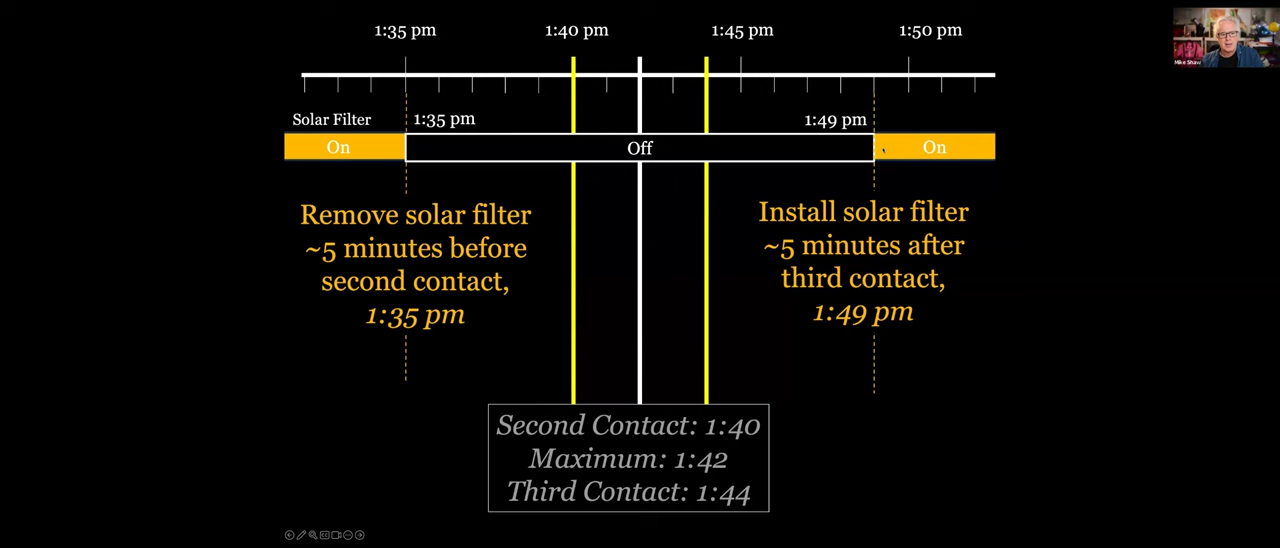 1:35 pm 1:40 pm 1:45 pm 1:50 pm
Mike Shaw
Solar Filter 1:35 pm 1:49 pm
On Off On
Remove solar filter
~5 minutes before
second contact,
1:35 pm
Install solar filter
~5 minutes after
third contact,
1:49 pm
Second Contact: 1:40
Maximum: 1:42
Third Contact: 1:44